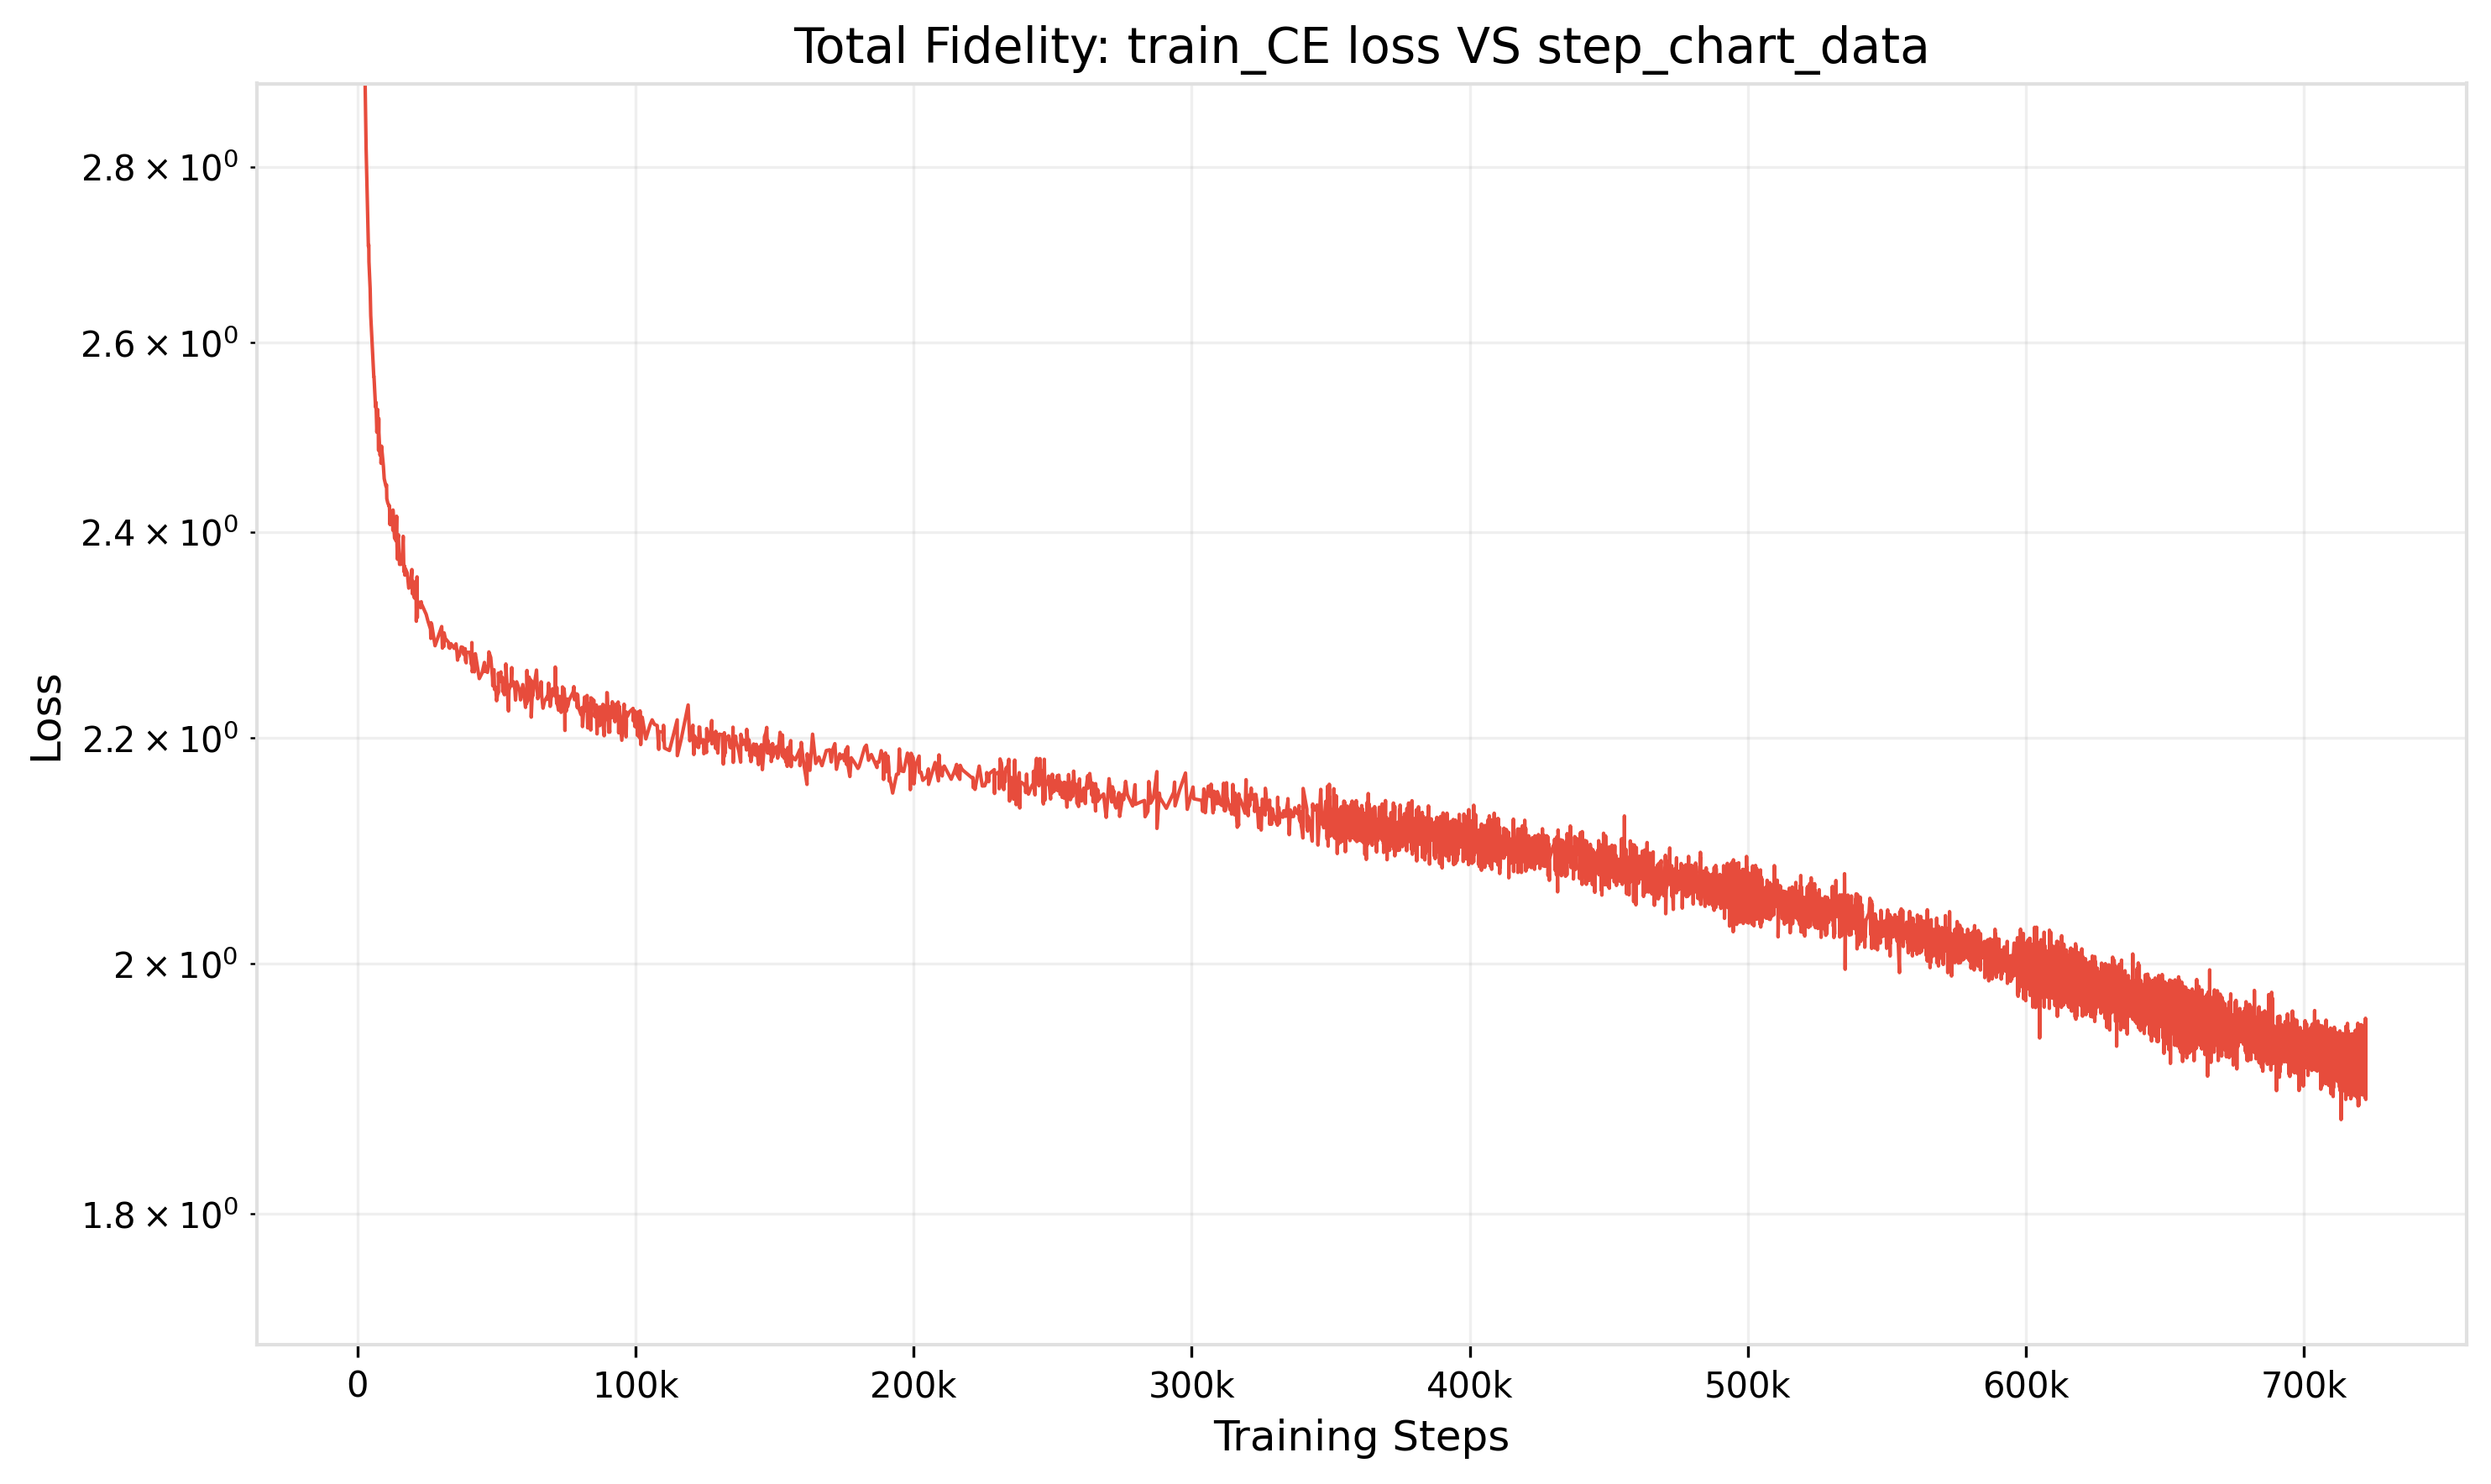 Total Fidelity: train_CE loss VS step_chart_data
Loss
2.8 × 10⁰
2.6 × 10⁰
2.4 × 10⁰
2.2 × 10⁰
2 × 10⁰
1.8 × 10⁰
0 100k 200k 300k 400k 500k 600k 700k
Training Steps